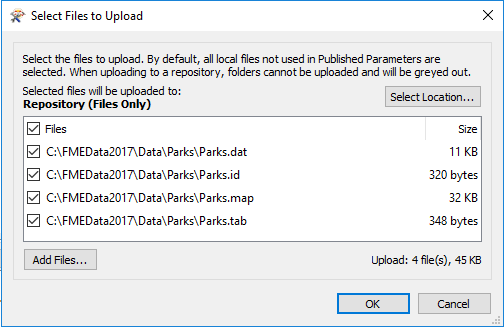 Select Files to Upload
Select the files to upload. By default, all local files not used in Published Parameters are
selected. When uploading to a repository, folders cannot be uploaded and will be greyed out.
Selected files will be uploaded to:
Repository (Files Only)
Select Location...
Files Size
C:\FMEData2017\Data\Parks\Parks.dat 11 KB
C:\FMEData2017\Data\Parks\Parks.id 320 bytes
C:\FMEData2017\Data\Parks\Parks.map 32 KB
C:\FMEData2017\Data\Parks\Parks.tab 348 bytes
Add Files... Upload: 4 file(s), 45 KB
OK Cancel